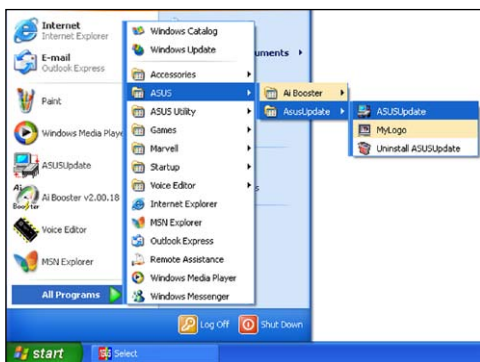 Internet
Internet Explorer
E-mail
Outlook Express
Paint
Windows Media Playe
ASUSUpdate
Ai Booster v2.00.18
Voice Editor
MSN Explorer
All Programs
Windows Catalog
Windows Update
Accessories
ASUS
ASUS Utility
Games
Marvell
Startup
Voice Editor
Internet Explorer
MSN Explorer
Outlook Express
Remote Assistance
Windows Media Player
Windows Messenger
uments
s
Ai Booster
AsusUpdate
ASUSUpdate
MyLogo
Uninstall ASUSUpdate
Log Off
Shut Down
start
Select